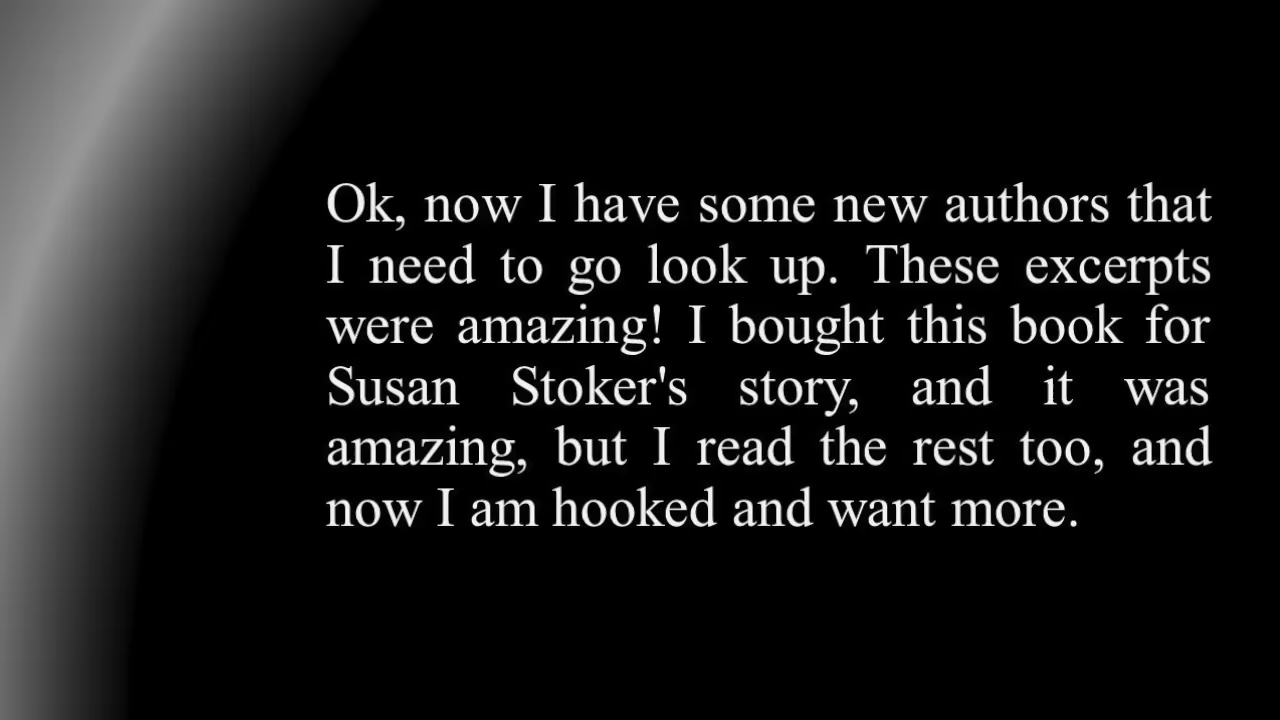 Ok, now I have some new authors that
I need to go look up. These excerpts
were amazing! I bought this book for
Susan Stoker's story, and it was
amazing, but I read the rest too, and
now I am hooked and want more.